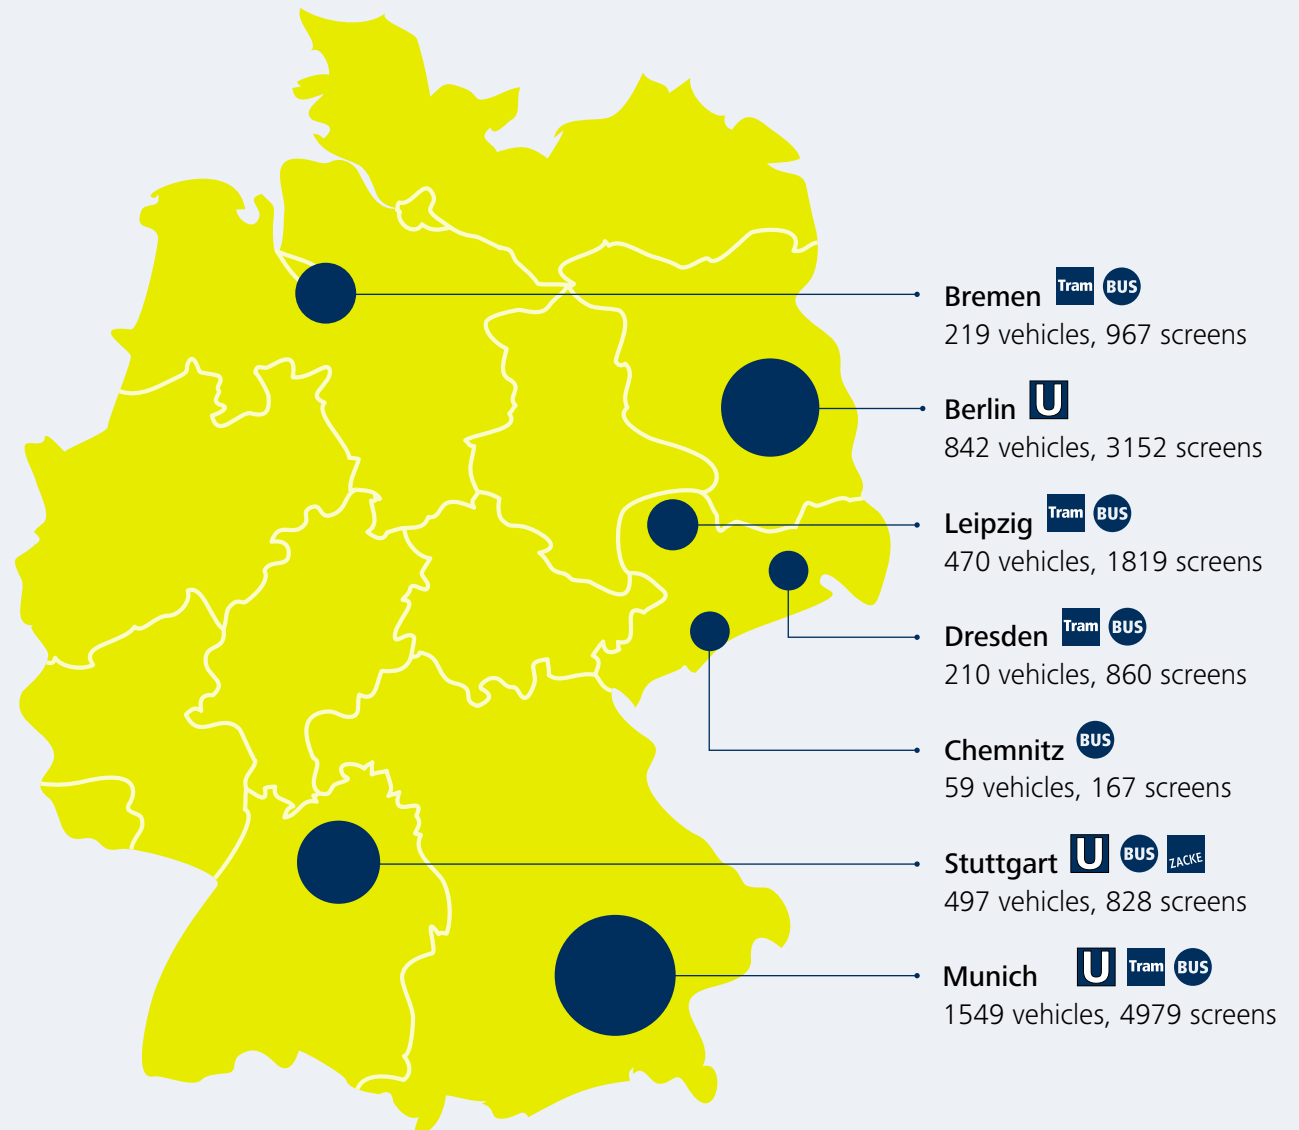 Bremen Tram BUS
219 vehicles, 967 screens
Berlin U
842 vehicles, 3152 screens
Leipzig Tram BUS
470 vehicles, 1819 screens
Dresden Tram BUS
210 vehicles, 860 screens
Chemnitz BUS
59 vehicles, 167 screens
Stuttgart U BUS ZACKE
497 vehicles, 828 screens
Munich U Tram BUS
1549 vehicles, 4979 screens